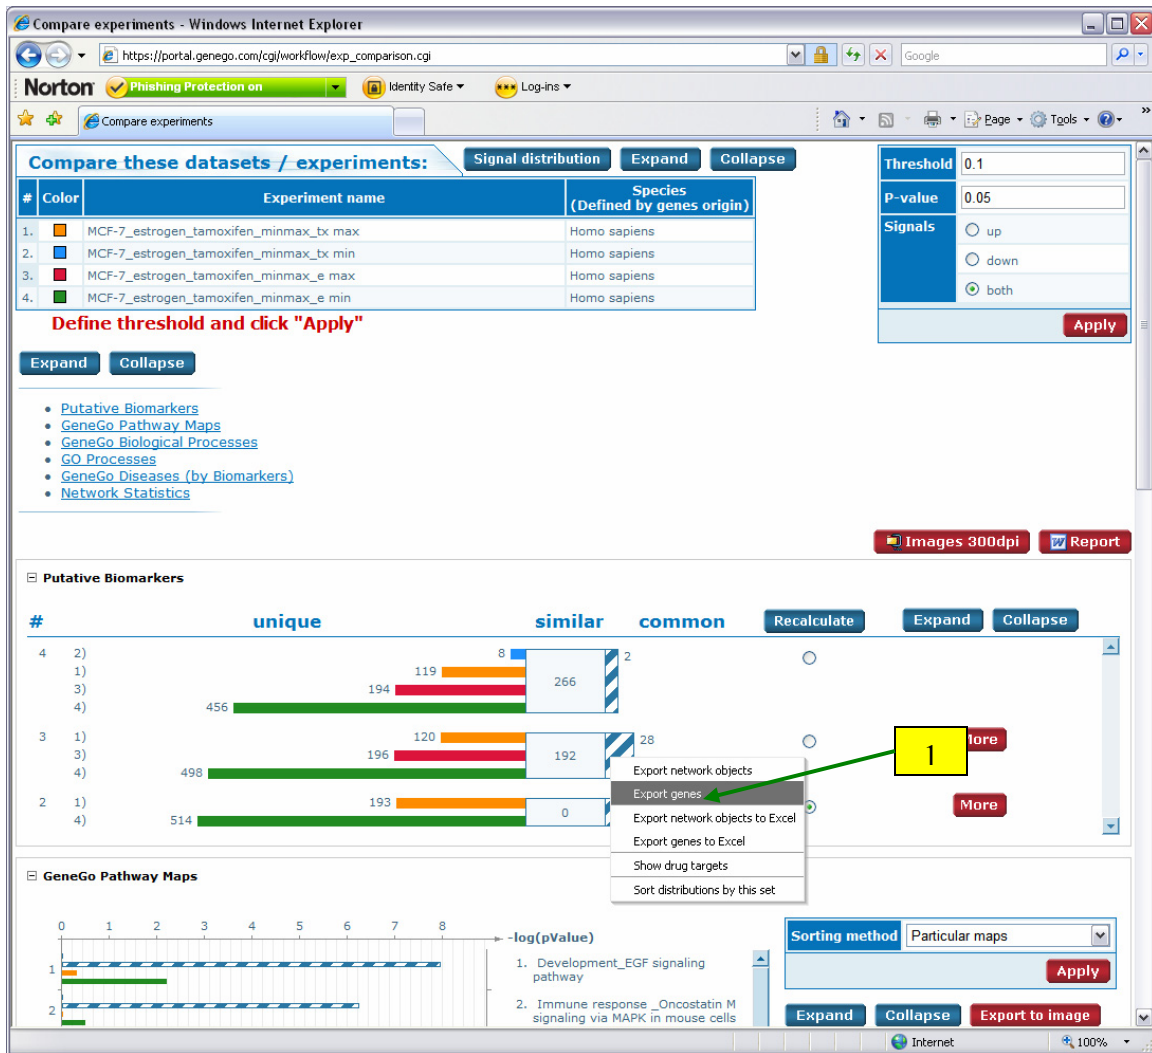 Compare experiments - Windows Internet Explorer
https://portal.genego.com/cgi/workflow/exp_comparison.cgi
Google
Norton Phishing Protection on Identity Safe Log-ins
Compare experiments
Page Tools
Compare these datasets / experiments: Signal distribution Expand Collapse
# Color Experiment name Species (Defined by genes origin)
1. MCF-7_estrogen_tamoxifen_minmax_tx max Homo sapiens
2. MCF-7_estrogen_tamoxifen_minmax_tx min Homo sapiens
3. MCF-7_estrogen_tamoxifen_minmax_e max Homo sapiens
4. MCF-7_estrogen_tamoxifen_minmax_e min Homo sapiens
Threshold 0.1
P-value 0.05
Signals up
down
both
Apply
Define threshold and click "Apply"
Expand Collapse
Putative Biomarkers
GeneGo Pathway Maps
GeneGo Biological Processes
GO Processes
GeneGo Diseases (by Biomarkers)
Network Statistics
Images 300dpi Report
Putative Biomarkers
# unique similar common Recalculate Expand Collapse
4 2) 8 266 2
1) 119
3) 194
4) 456
3 1) 120 192 28
3) 196
4) 498
More
1
2 1) 193 0
4) 514
More
Export network objects
Export genes
Export network objects to Excel
Export genes to Excel
Show drug targets
Sort distributions by this set
GeneGo Pathway Maps
0 1 2 3 4 5 6 7 8
-log(pValue)
1
2
1. Development_EGF signaling
pathway
2. Immune response _Oncostatin M
signaling via MAPK in mouse cells
Sorting method Particular maps
Apply
Expand Collapse Export to image
Internet 100%